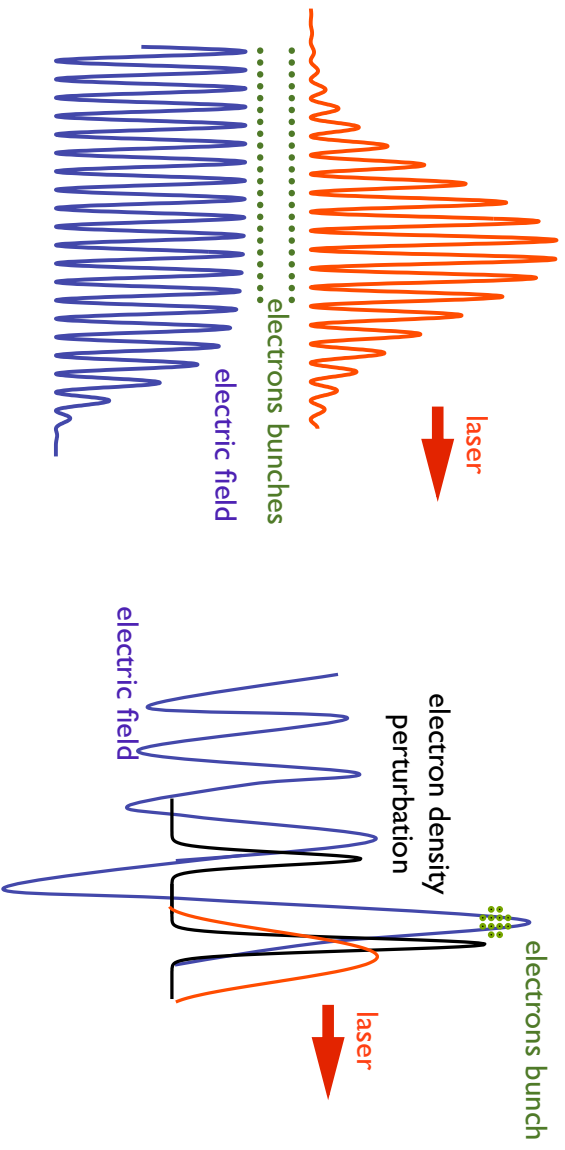 laser
electrons bunches
electric field
electrons bunch
laser
electron density
perturbation
electric field